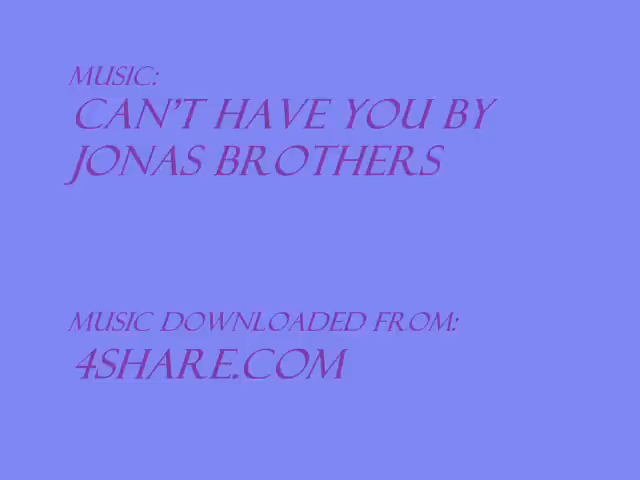 MUSIC:
CAN'T HAVE YOU BY
JONAS BROTHERS
MUSIC DOWNLOADED FROM:
4SHARE.COM